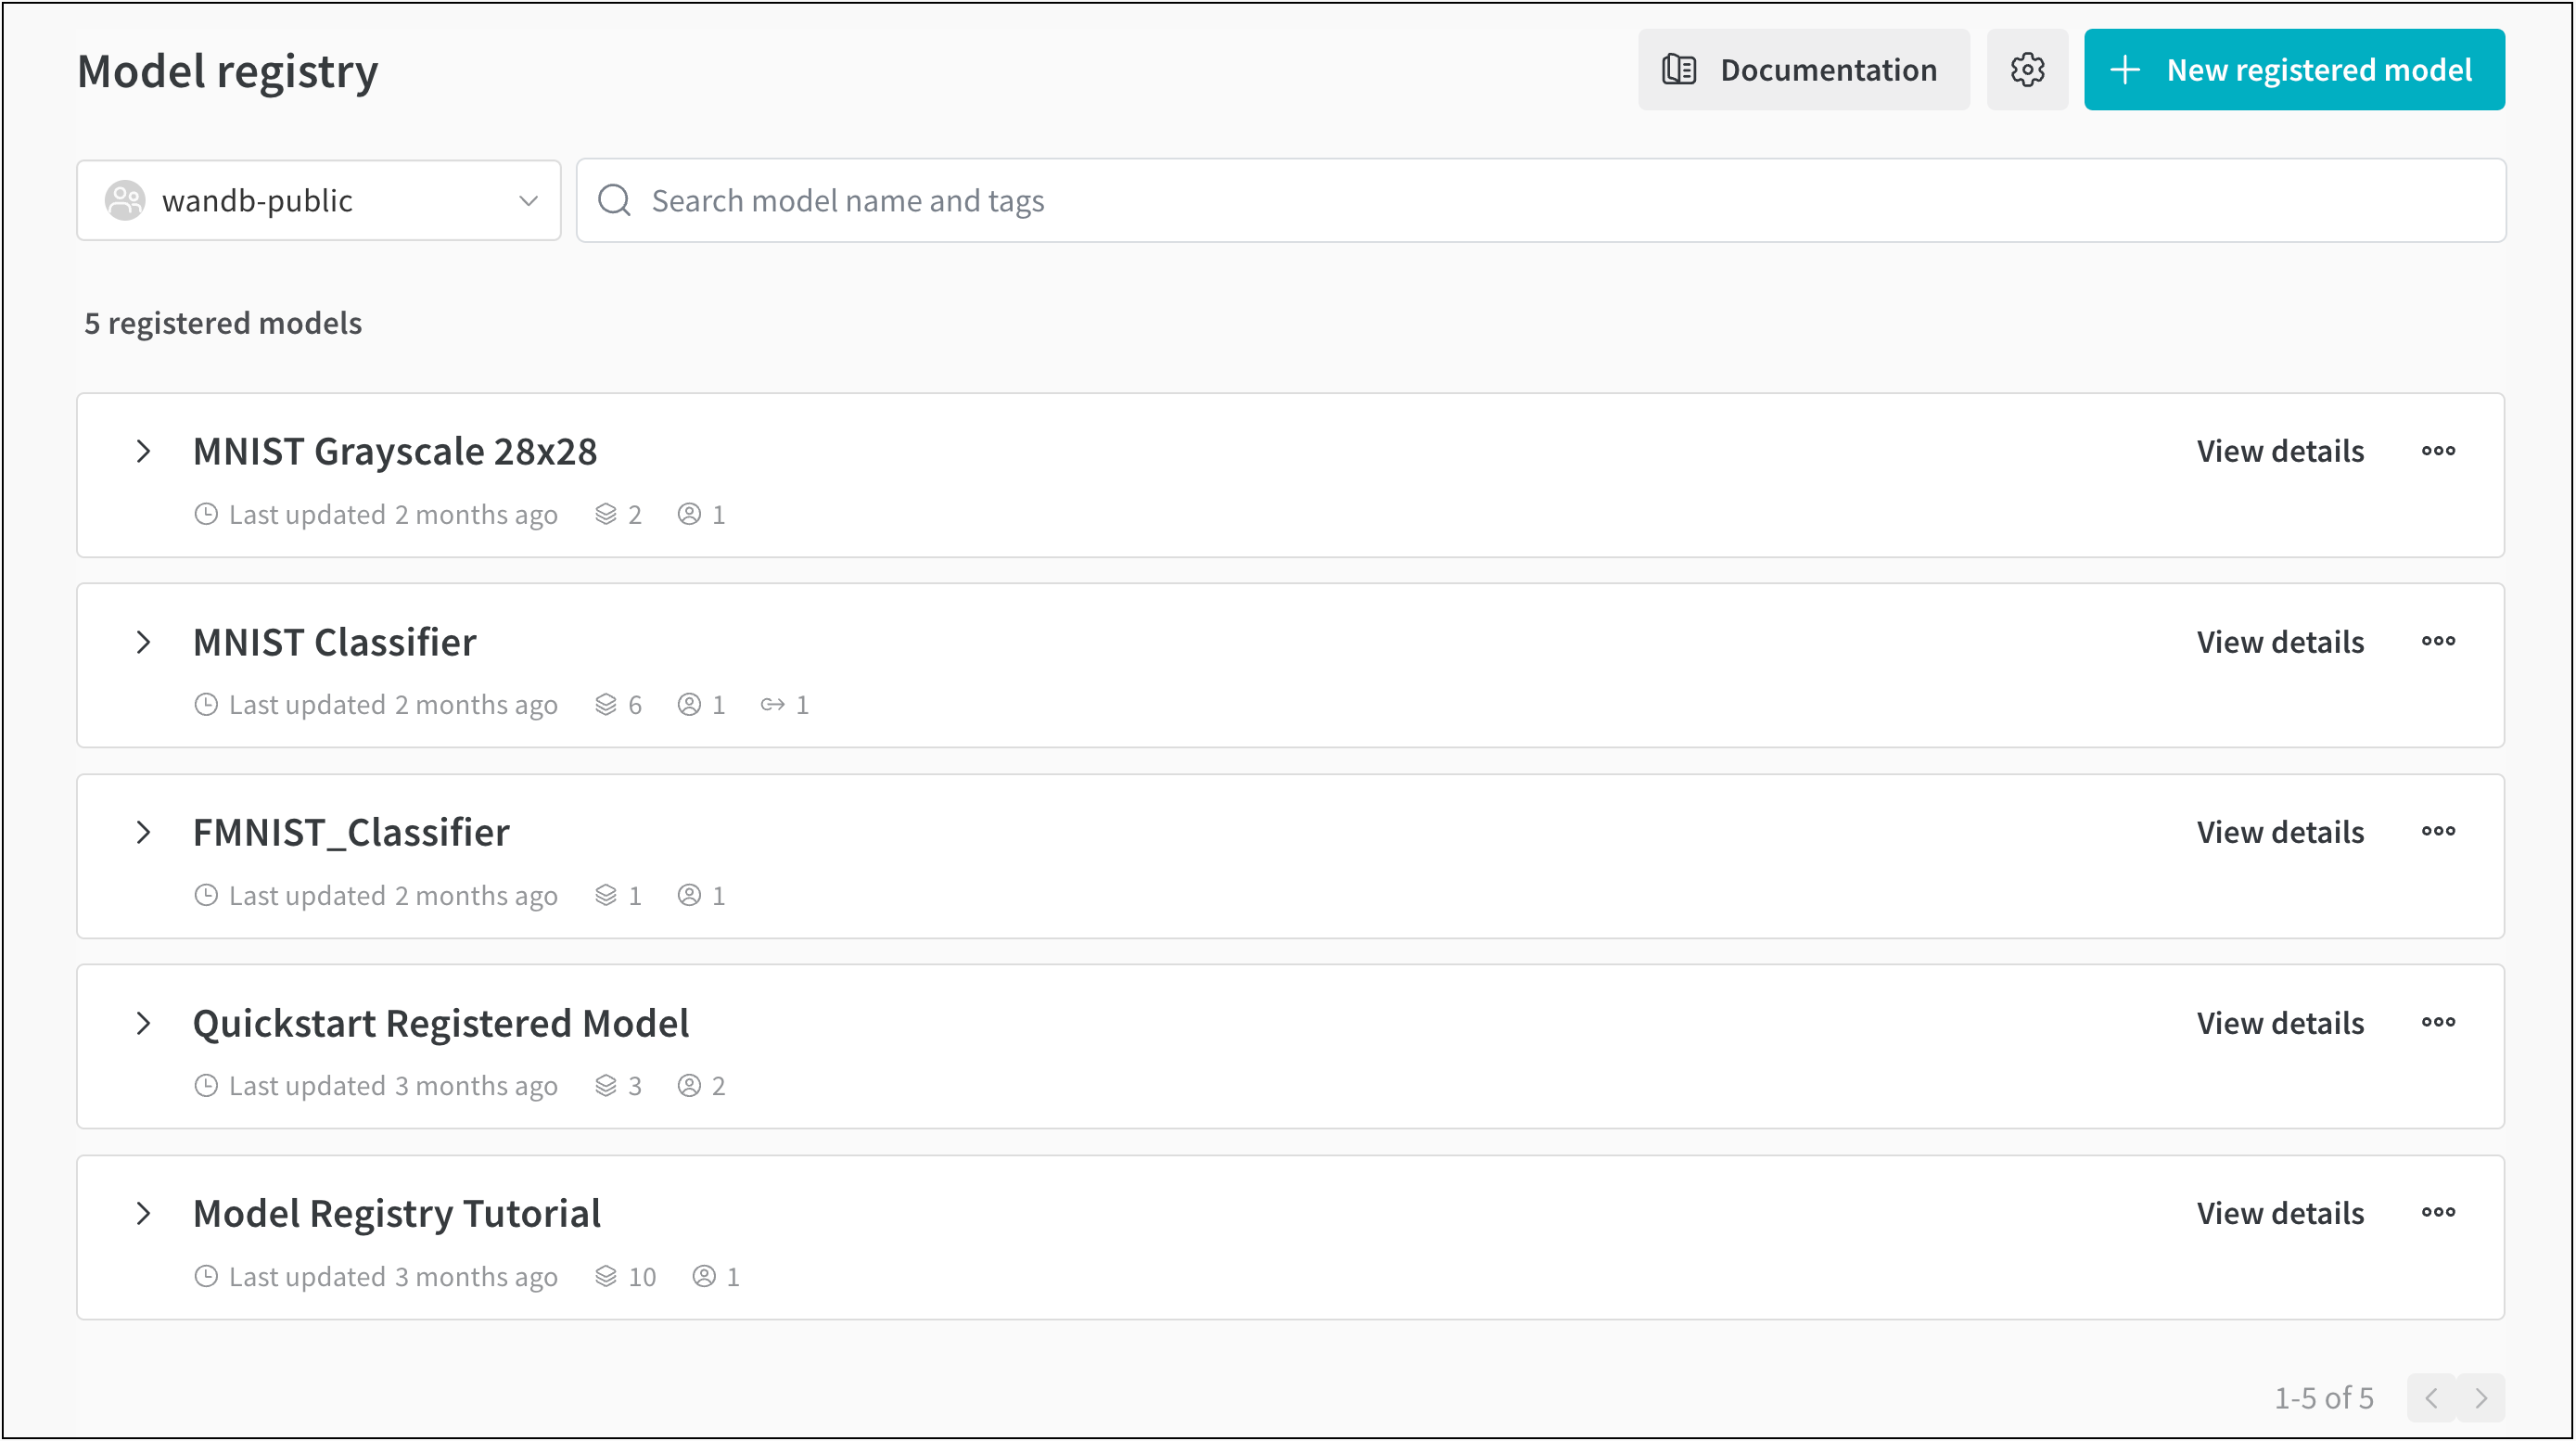 Model registry
Documentation
New registered model
wandb-public
Search model name and tags
5 registered models
MNIST Grayscale 28x28
View details
Last updated 2 months ago 2 1
MNIST Classifier
View details
Last updated 2 months ago 6 1 1
FMNIST_Classifier
View details
Last updated 2 months ago 1 1
Quickstart Registered Model
View details
Last updated 3 months ago 3 2
Model Registry Tutorial
View details
Last updated 3 months ago 10 1
1-5 of 5